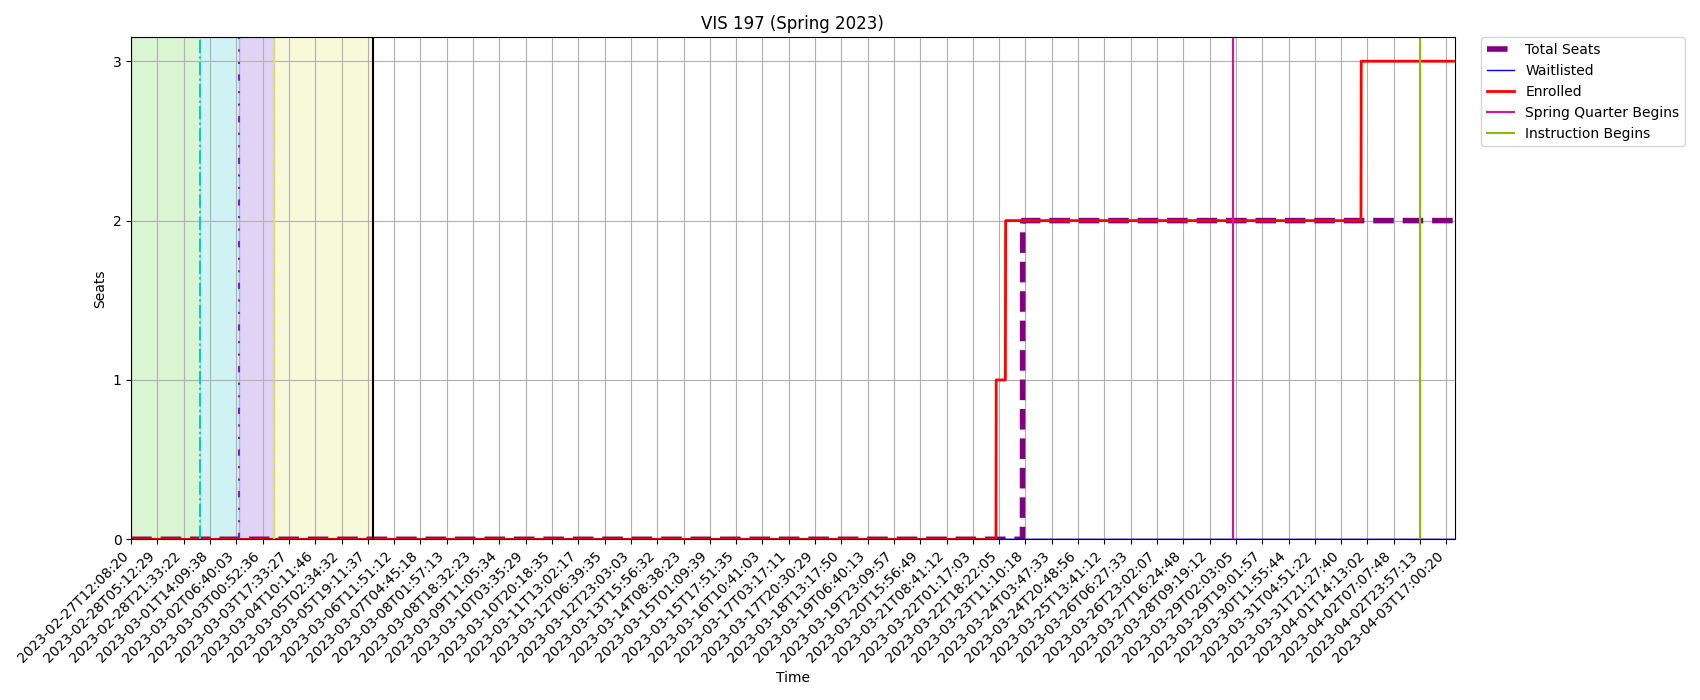 VIS 197 (Spring 2023)
Seats
3
2
1
0
2023-02-27T12:08:20
2023-02-28T05:12:29
2023-02-28T21:33:22
2023-03-01T14:09:38
2023-03-02T06:40:03
2023-03-03T00:52:36
2023-03-03T17:33:27
2023-03-04T10:11:46
2023-03-05T02:34:32
2023-03-05T19:11:37
2023-03-06T11:51:12
2023-03-07T04:45:18
2023-03-08T01:57:13
2023-03-08T18:32:23
2023-03-09T11:05:34
2023-03-10T03:35:29
2023-03-10T20:18:35
2023-03-11T13:02:17
2023-03-12T06:39:35
2023-03-12T23:03:03
2023-03-13T15:56:32
2023-03-14T08:38:23
2023-03-15T01:09:39
2023-03-15T17:51:35
2023-03-16T10:41:03
2023-03-17T03:17:11
2023-03-17T20:30:29
2023-03-18T13:17:50
2023-03-19T06:40:13
2023-03-19T23:09:57
2023-03-20T15:56:49
2023-03-21T08:41:12
2023-03-22T01:17:03
2023-03-22T18:22:05
2023-03-23T11:10:18
2023-03-24T03:47:33
2023-03-24T20:48:56
2023-03-25T13:41:12
2023-03-26T06:27:33
2023-03-26T23:02:07
2023-03-27T16:24:48
2023-03-28T09:19:12
2023-03-29T02:03:05
2023-03-29T19:01:57
2023-03-30T11:55:44
2023-03-31T04:51:22
2023-03-31T21:27:40
2023-04-01T14:13:02
2023-04-02T07:07:48
2023-04-02T23:57:13
2023-04-03T17:00:20
Time
Total Seats
Waitlisted
Enrolled
Spring Quarter Begins
Instruction Begins